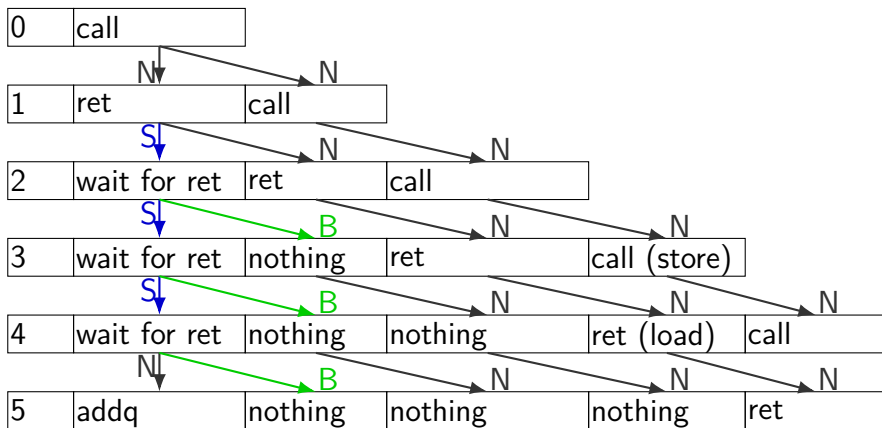 0 call
N N
1 ret call
S N N
2 wait for ret ret call
S B N N
3 wait for ret nothing ret call (store)
S B N N N
4 wait for ret nothing nothing ret (load) call
N B N N N
5 addq nothing nothing nothing ret